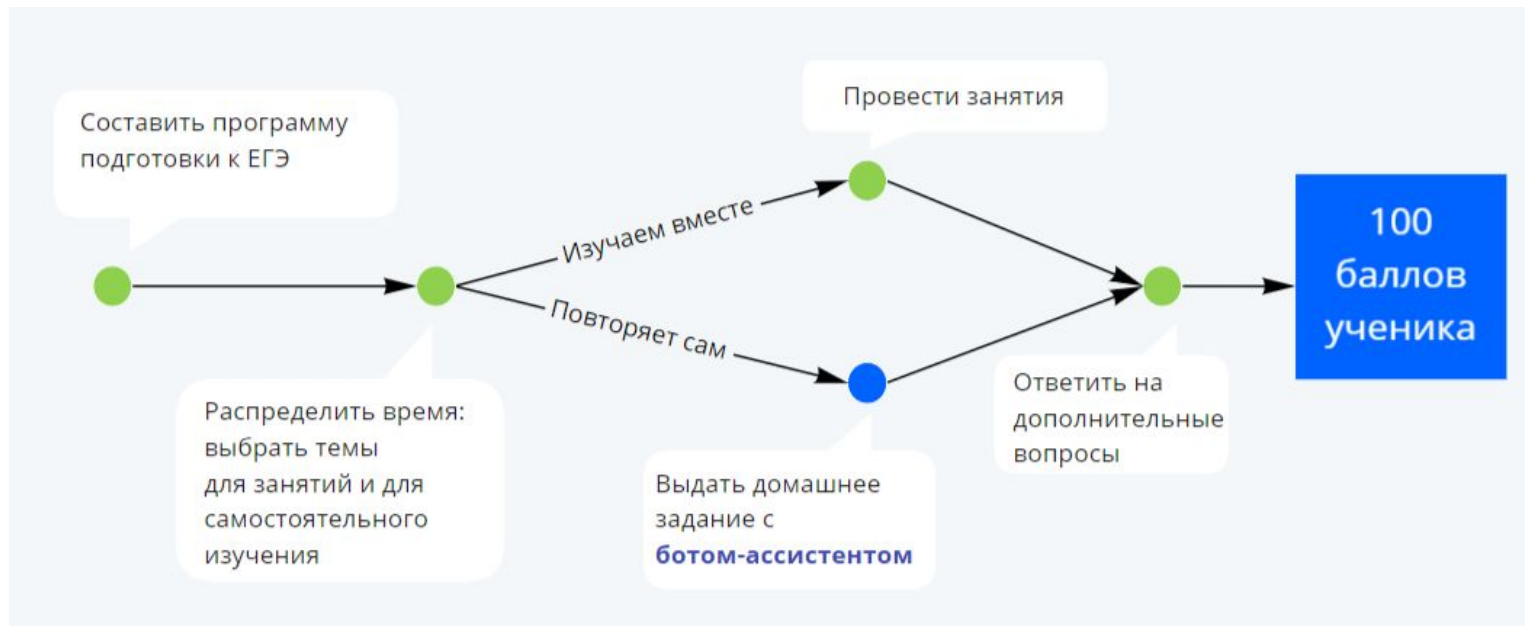 Составить программу
подготовки к ЕГЭ
Распределить время:
выбрать темы
для занятий и для
самостоятельного
изучения
Изучаем вместе
Повторяет сам
Провести занятия
Выдать домашнее
задание с
ботом-ассистентом
Ответить на
дополнительные
вопросы
100
баллов
ученика